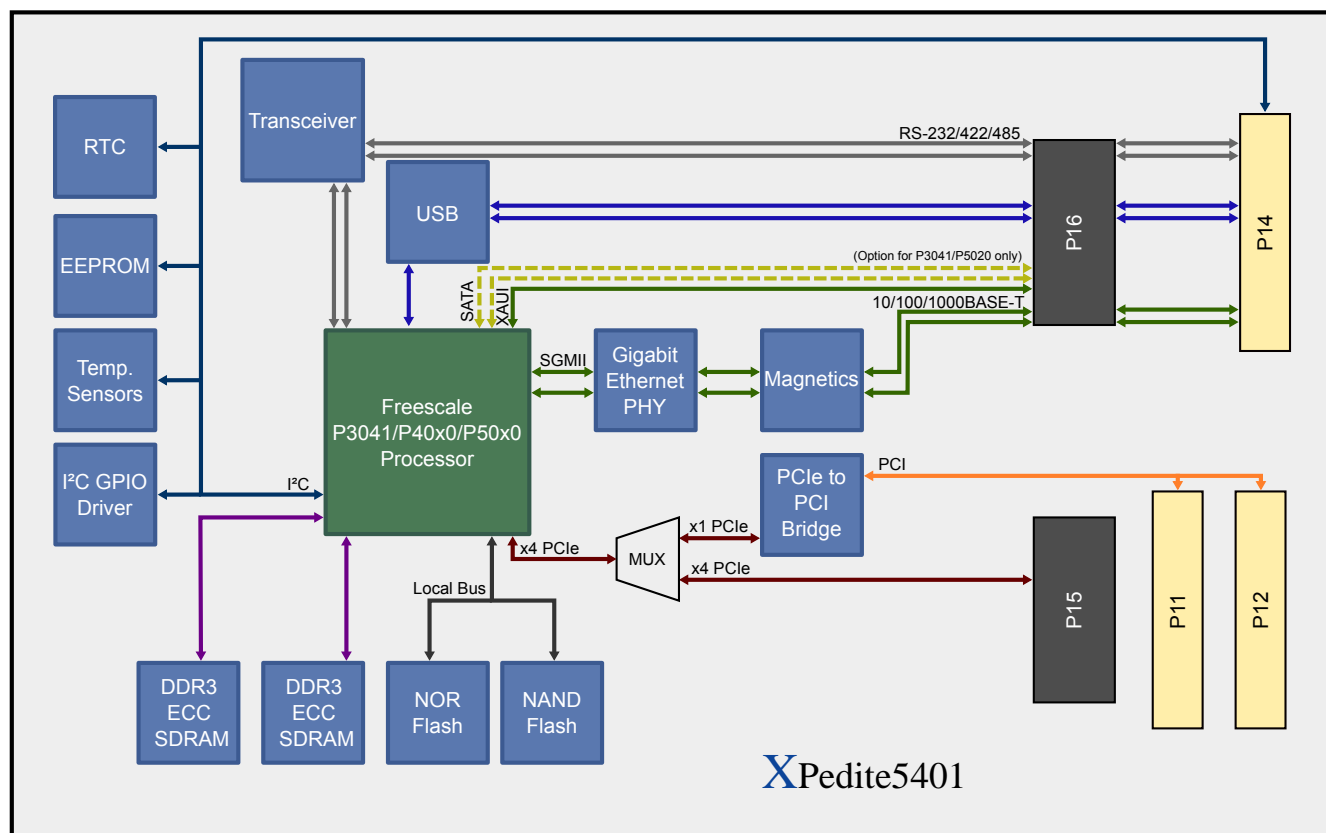 Transceiver
RS-232/422/485
RTC
USB
P16
P14
EEPROM
(Option for P3041/P5020 only)
SATA
XAUI
10/100/1000BASE-T
Temp.
Sensors
SGMII
Gigabit
Ethernet
PHY
Magnetics
Freescale
P3041/P40x0/P50x0
Processor
I²C GPIO
Driver
I²C
PCIe to
PCI
Bridge
PCI
x4 PCIe
MUX
x1 PCIe
x4 PCIe
P15
P11
P12
Local Bus
DDR3
ECC
SDRAM
DDR3
ECC
SDRAM
NOR
Flash
NAND
Flash
XPedite5401